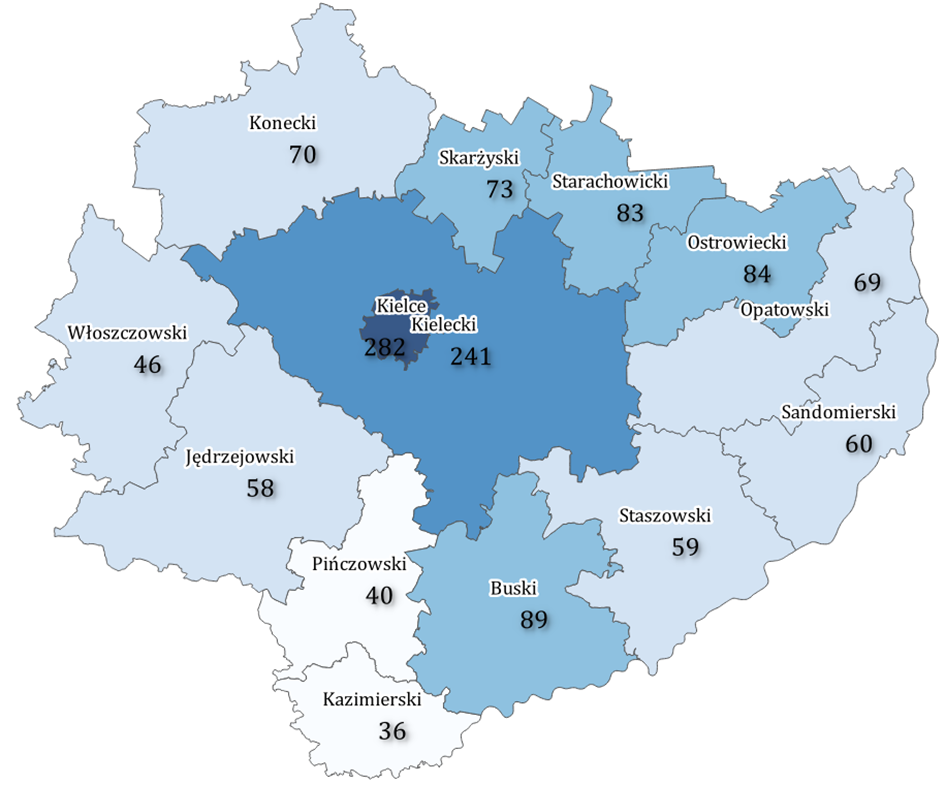 Konecki
70
Skarżyski
73
Starachowicki
83
Ostrowiecki
84
69
Opatowski
Kielce
Kielecki
282
241
Włoszczowski
46
Sandomierski
60
Jędrzejowski
58
Staszowski
59
Pińczowski
40
Buski
89
Kazimierski
36